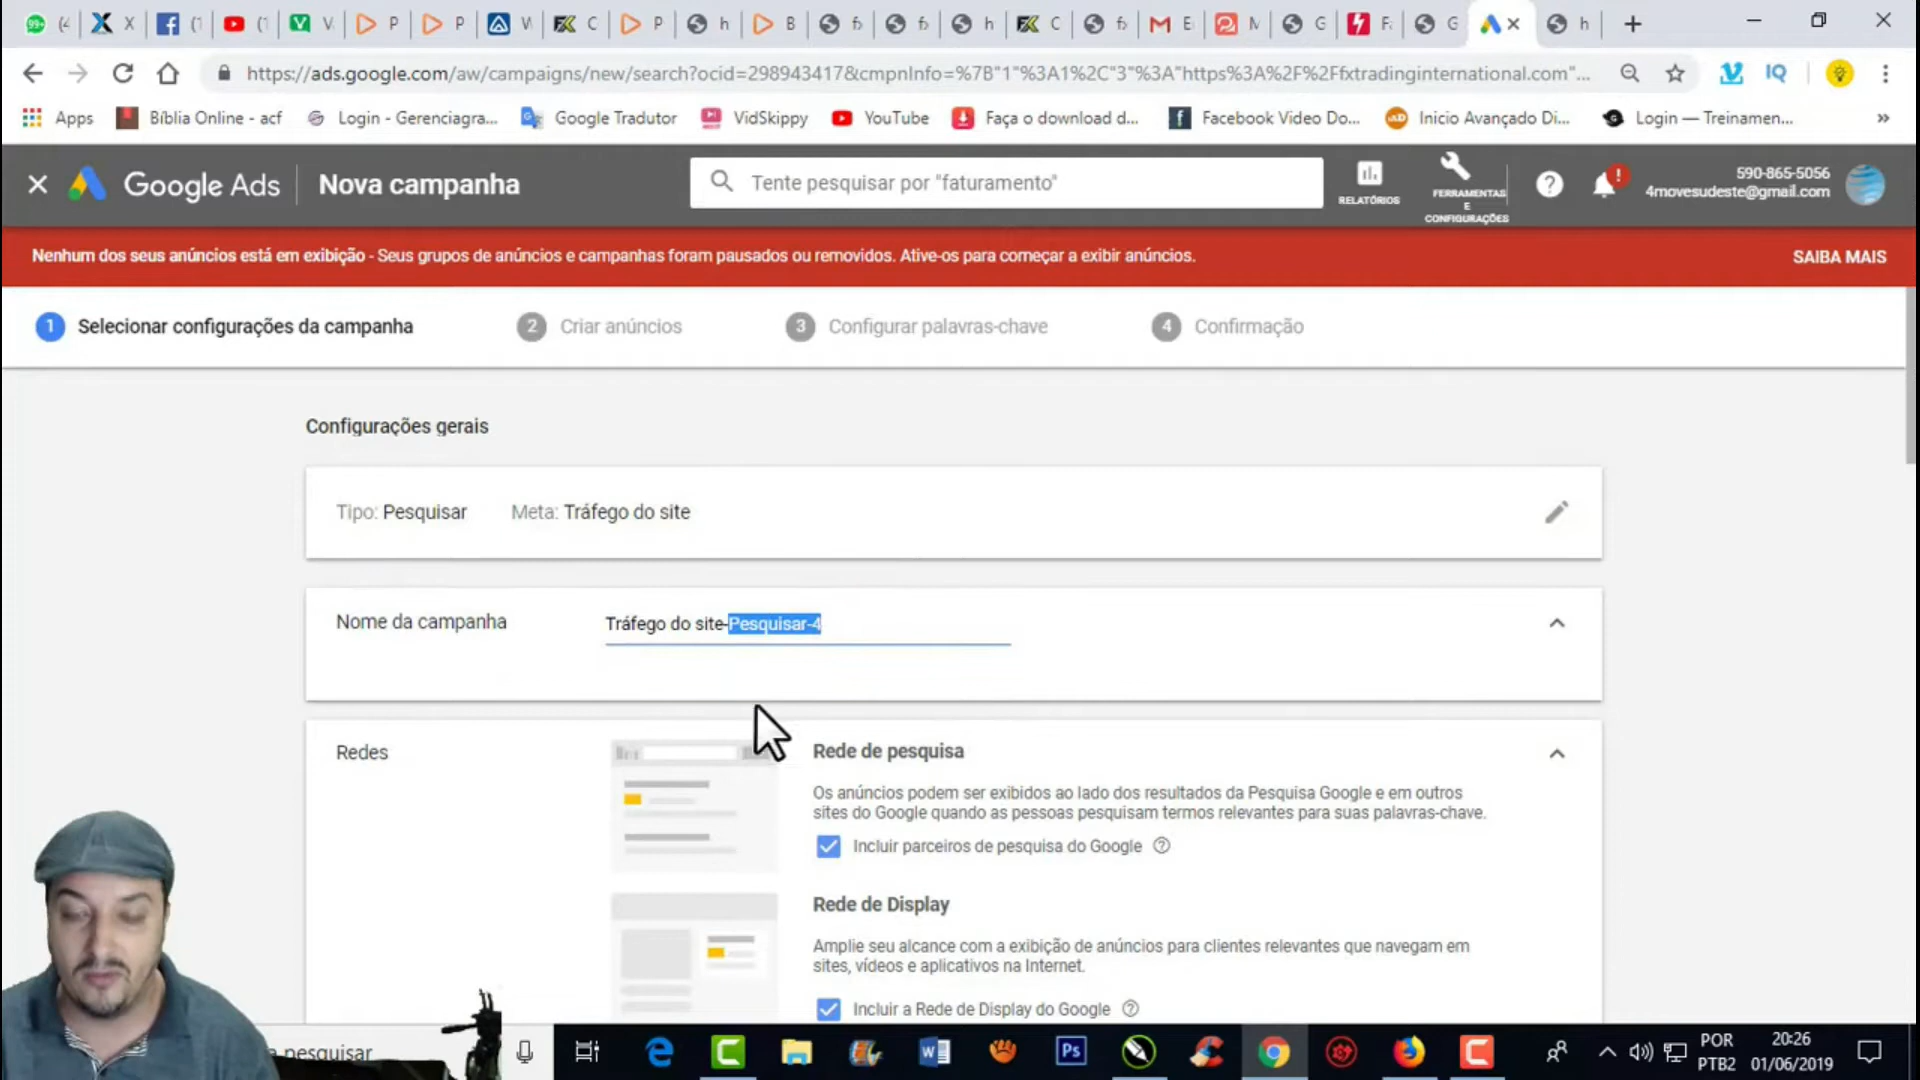 (4
X
(1
(1
V
P
P
V
C
P
h
B
fx
fx
h
C
fx
E
M
G
Fa
G
h
https://ads.google.com/aw/campaigns/new/search?ocid=298943417&cmpnInfo=%7B"1"%3A1%2C"3"%3A"https%3A%2F%2Ffxtradinginternational.com"...
IQ
Apps
Bíblia Online - acf
Login - Gerenciagra...
Google Tradutor
VidSkippy
YouTube
Faça o download d...
Facebook Video Do...
Inicio Avançado Di...
Login — Treinamen...
»
Google Ads
Nova campanha
Tente pesquisar por "faturamento"
RELATÓRIOS
FERRAMENTAS
E
CONFIGURAÇÕES
590-865-5056
4movesudeste@gmail.com
Nenhum dos seus anúncios está em exibição - Seus grupos de anúncios e campanhas foram pausados ou removidos. Ative-os para começar a exibir anúncios.
SAIBA MAIS
1 Selecionar configurações da campanha
2 Criar anúncios
3 Configurar palavras-chave
4 Confirmação
Configurações gerais
Tipo: Pesquisar
Meta: Tráfego do site
Nome da campanha
Tráfego do site-Pesquisar-4
Redes
Rede de pesquisa
Os anúncios podem ser exibidos ao lado dos resultados da Pesquisa Google e em outros
sites do Google quando as pessoas pesquisam termos relevantes para suas palavras-chave.
Incluir parceiros de pesquisa do Google
Rede de Display
Amplie seu alcance com a exibição de anúncios para clientes relevantes que navegam em
sites, vídeos e aplicativos na Internet.
Incluir a Rede de Display do Google
pesquisar
Ps
POR
PTB2
20:26
01/06/2019